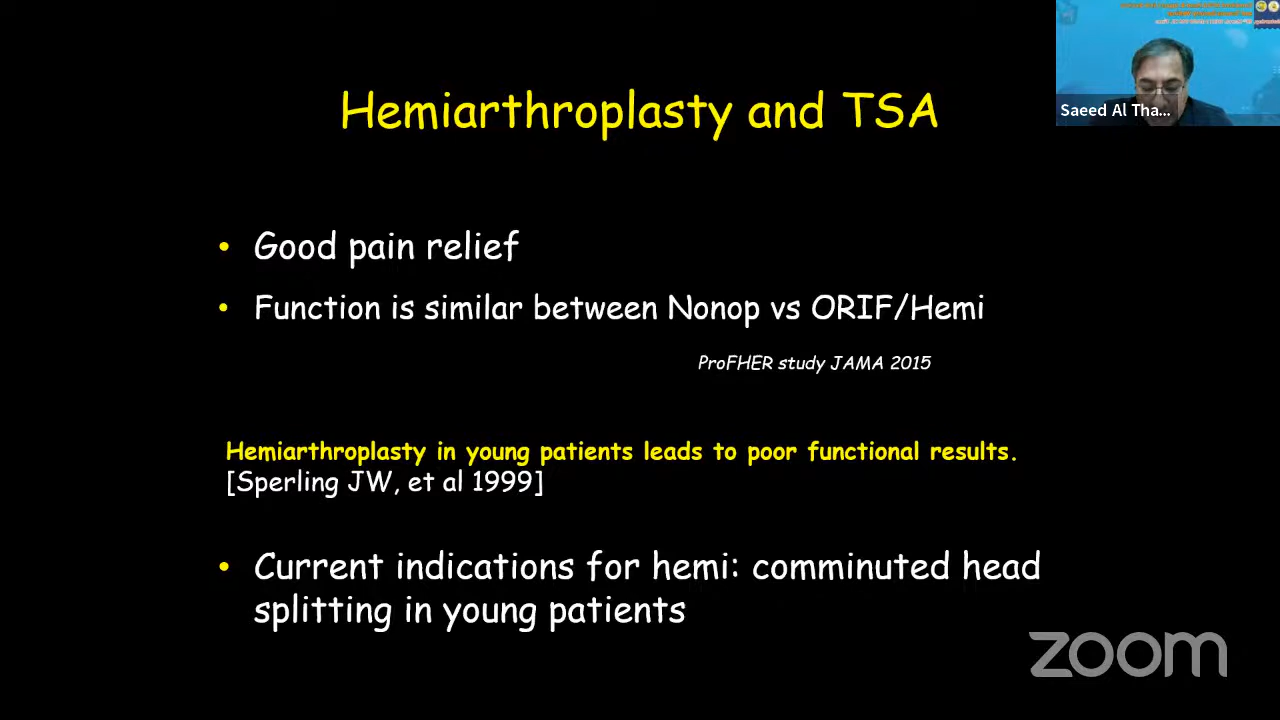 Hemiarthroplasty and TSA
Saeed Al Tha...
• Good pain relief
• Function is similar between Nonop vs ORIF/Hemi
ProFHER study JAMA 2015
Hemiarthroplasty in young patients leads to poor functional results.
[Sperling JW, et al 1999]
• Current indications for hemi: comminuted head
splitting in young patients
zoom